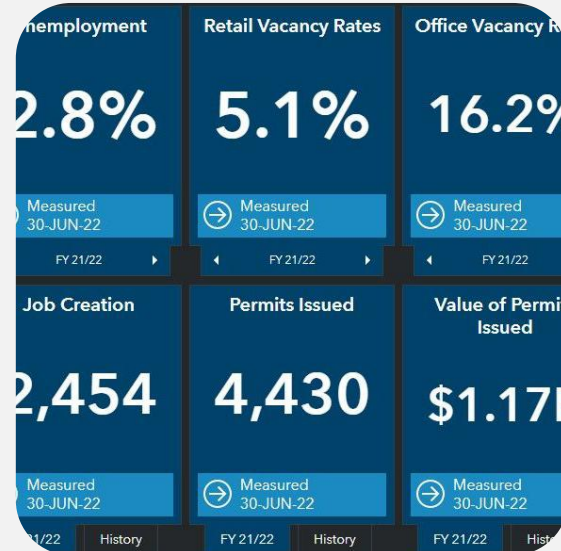 nemployment
2.8%
Measured
30-JUN-22
FY 21/22
Retail Vacancy Rates
5.1%
Measured
30-JUN-22
FY 21/22
Office Vacancy R
16.2%
Measured
30-JUN-22
FY 21/22
Job Creation
2,454
Measured
30-JUN-22
1/22 History
Permits Issued
4,430
Measured
30-JUN-22
FY 21/22 History
Value of Permi
Issued
$1.17
Measured
30-JUN-22
FY 21/22 Hist